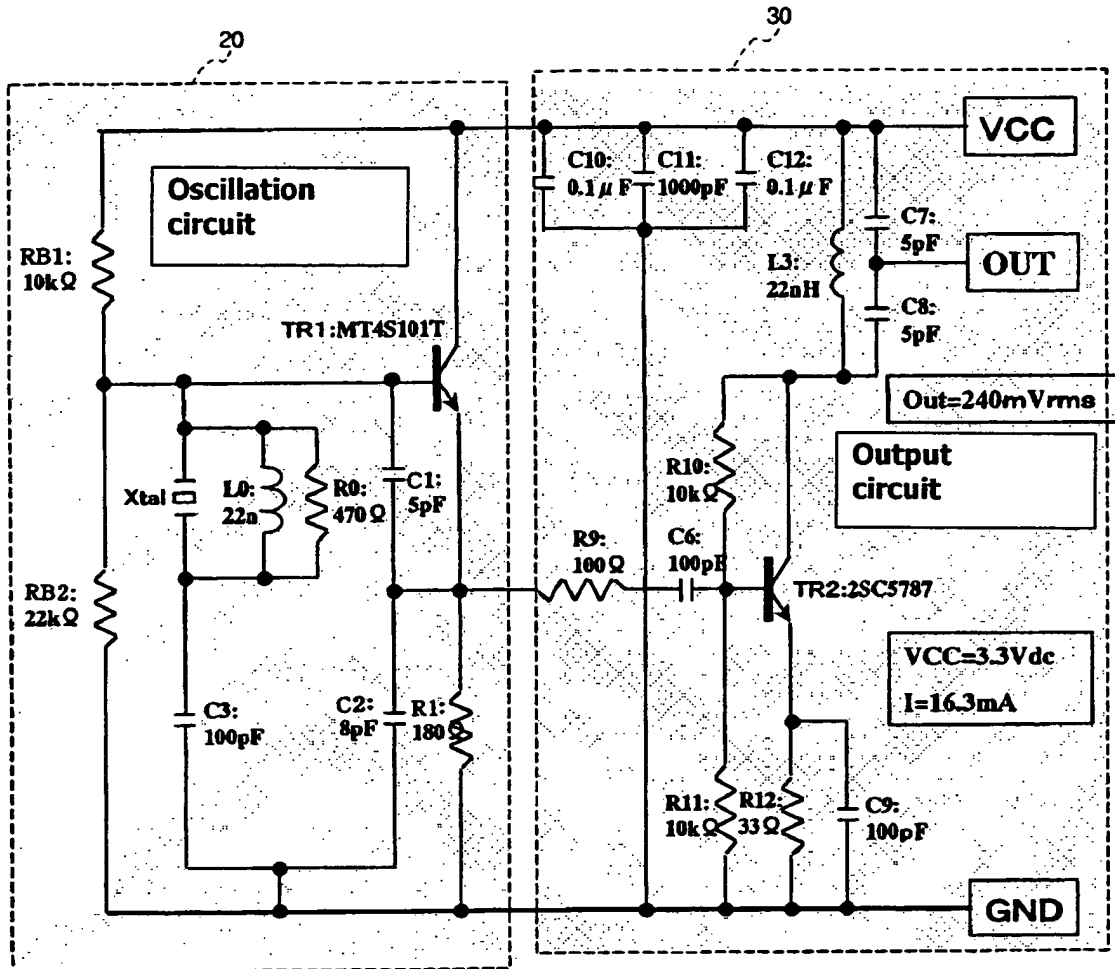 20
30
VCC
C10:
0.1μF
C11:
1000pF
C12:
0.1μF
Oscillation
circuit
C7:
5pF
OUT
RB1:
10kΩ
L3:
22nH
C8:
5pF
TR1:MT4S101T
Out=240mVrms
Output
circuit
R10:
10kΩ
Xtal
L0:
22n
R0:
470Ω
C1:
5pF
R9:
100Ω
C6:
100pF
TR2:2SC5787
RB2:
22kΩ
VCC=3.3Vdc
I=16.3mA
C3:
100pF
C2:
8pF
R1:
180Ω
R11:
10kΩ
R12:
33Ω
C9:
100pF
GND